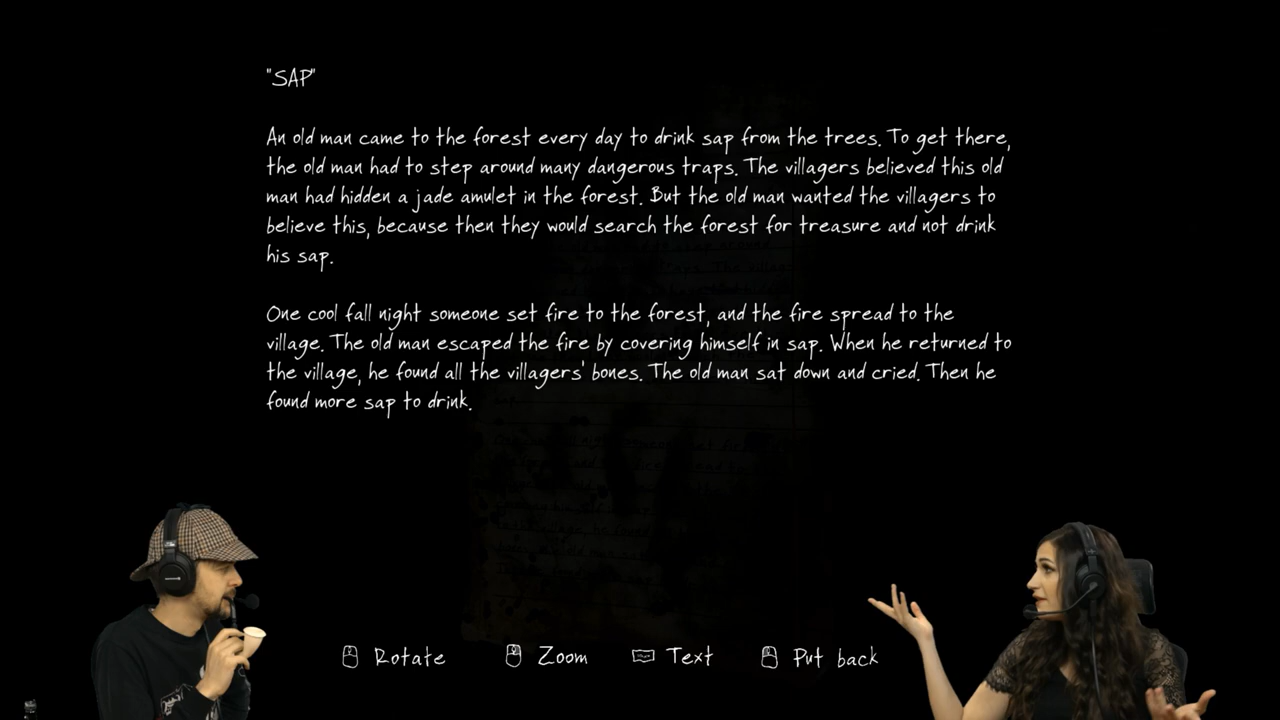 "SAP"
An old man came to the forest every day to drink sap from the trees. To get there,
the old man had to step around many dangerous traps. The villagers believed this old
man had hidden a jade amulet in the forest. But the old man wanted the villagers to
believe this, because then they would search the forest for treasure and not drink
his sap.
One cool fall night someone set fire to the forest, and the fire spread to the
village. The old man escaped the fire by covering himself in sap. When he returned to
the village, he found all the villagers' bones. The old man sat down and cried. Then he
found more sap to drink.
Rotate Zoom Text Put back